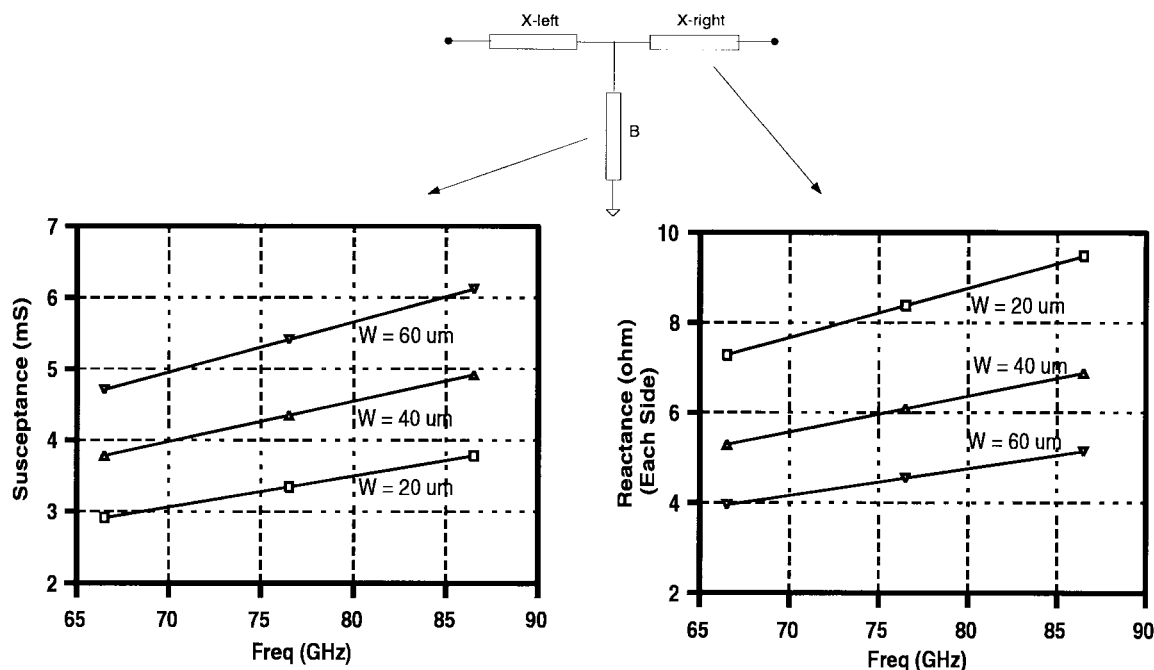 X-left
X-right
B
7
6
5
4
3
2
Susceptance (mS)
W = 60 um
W = 40 um
W = 20 um
65
70
75
80
85
90
Freq (GHz)
10
8
6
4
2
Reactance (ohm)
(Each Side)
W = 20 um
W = 40 um
W = 60 um
65
70
75
80
85
90
Freq (GHz)